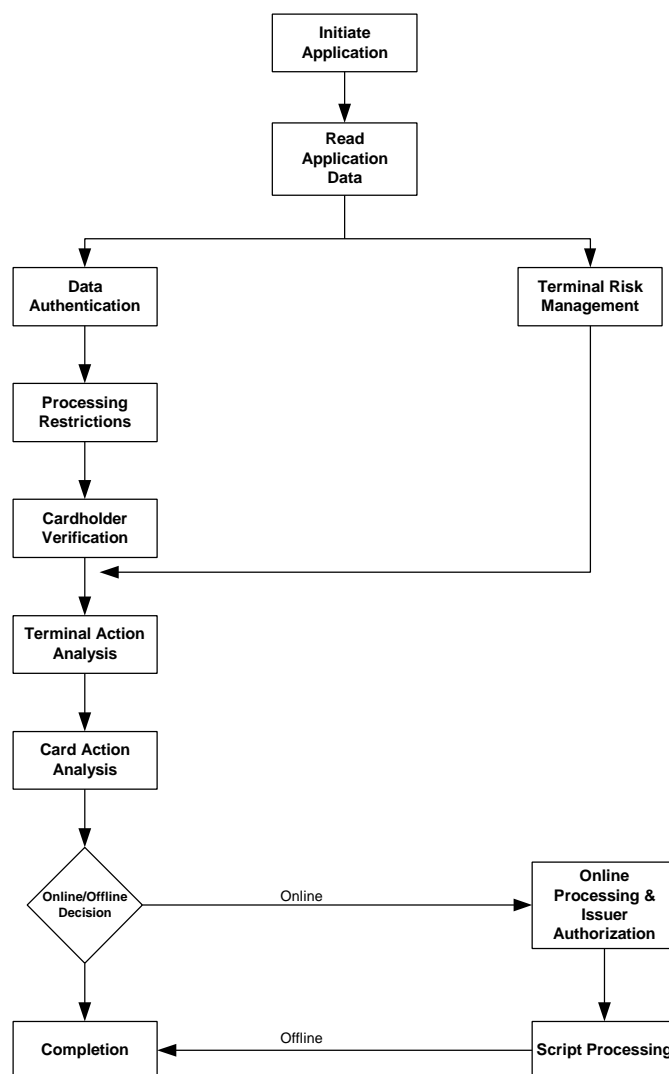 Initiate
Application
Read
Application
Data
Data
Authentication
Terminal Risk
Management
Processing
Restrictions
Cardholder
Verification
Terminal Action
Analysis
Card Action
Analysis
Online/Offline
Decision
Online
Online
Processing &
Issuer
Authorization
Completion
Offline
Script Processing